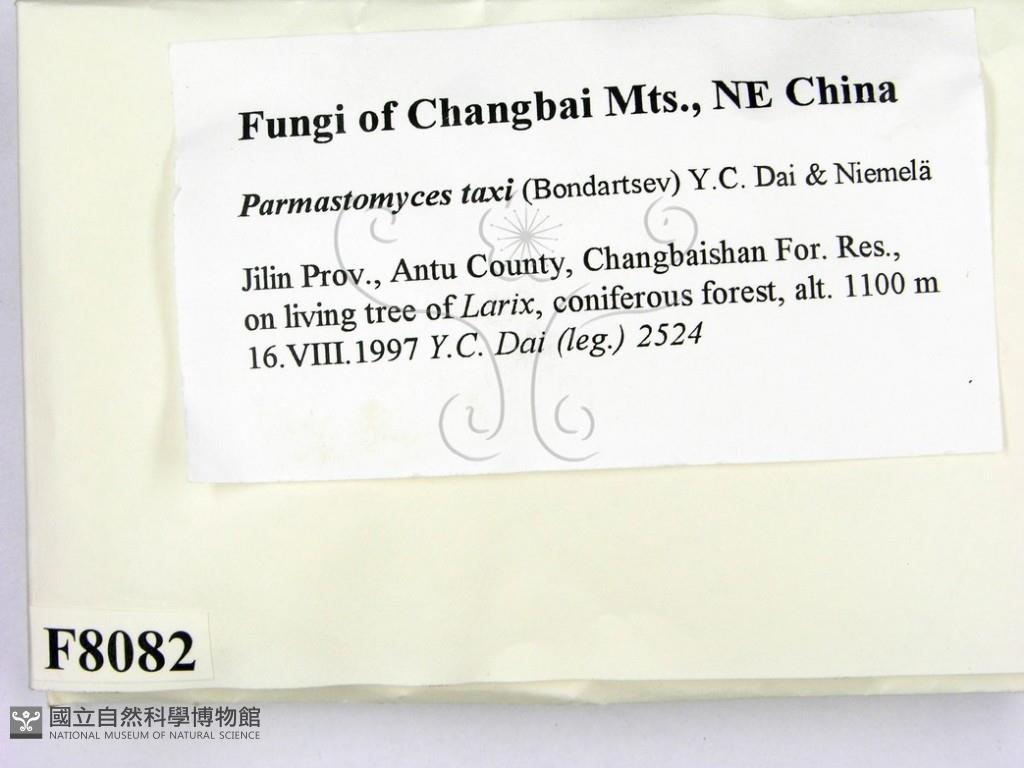 Fungi of Changbai Mts., NE China
Parmastomyces taxi (Bondartsev) Y.C. Dai & Niemelä
Jilin Prov., Antu County, Changbaishan For. Res.,
on living tree of Larix, coniferous forest, alt. 1100 m
16.VIII.1997 Y.C. Dai (leg.) 2524
F8082
國立自然科學博物館
NATIONAL MUSEUM OF NATURAL SCIENCE